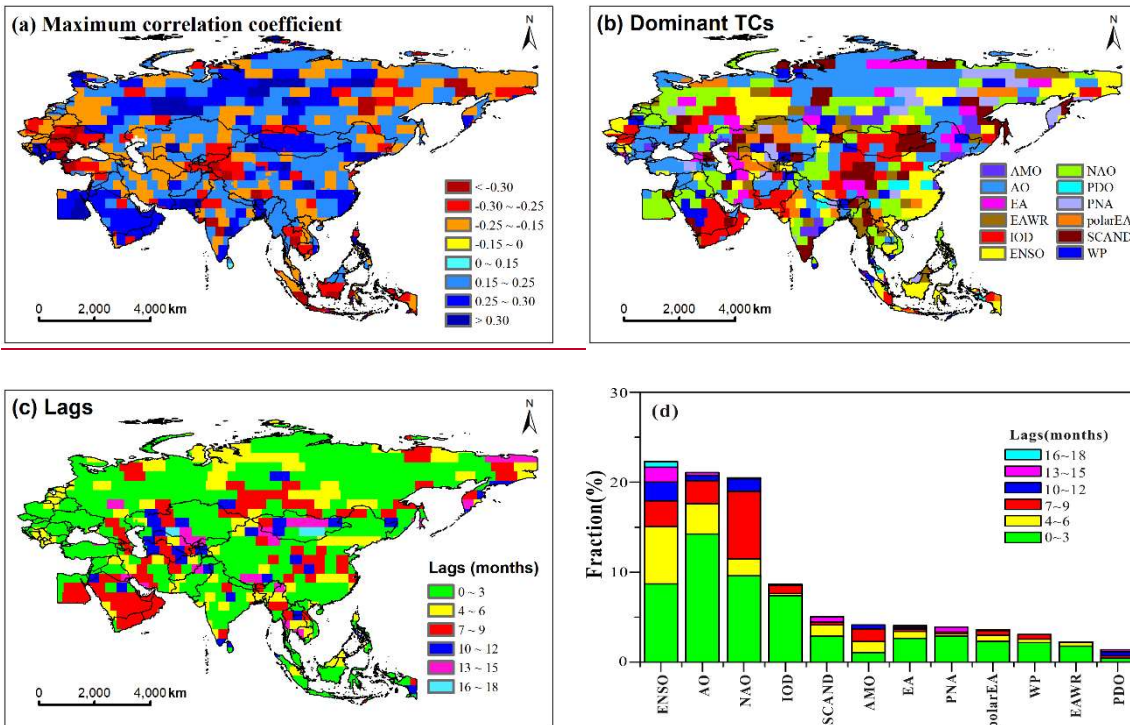 (a) Maximum correlation coefficient
N
< -0.30
-0.30 ~ -0.25
-0.25 ~ -0.15
-0.15 ~ 0
0 ~ 0.15
0.15 ~ 0.25
0.25 ~ 0.30
> 0.30
0 2,000 4,000 km
(b) Dominant TCs
N
AMO NAO
AO PDO
EA PNA
EAWR polarEA
IOD SCAND
ENSO WP
0 2,000 4,000 km
(c) Lags
N
Lags (months)
0 ~ 3
4 ~ 6
7 ~ 9
10 ~ 12
13 ~ 15
16 ~ 18
0 2,000 4,000 km
(d)
Fraction(%)
30
20
10
0
Lags(months)
16~18
13~15
10~12
7~9
4~6
0~3
ENSO AO NAO IOD SCAND AMO EA PNA polarEA WP EAWR PDO